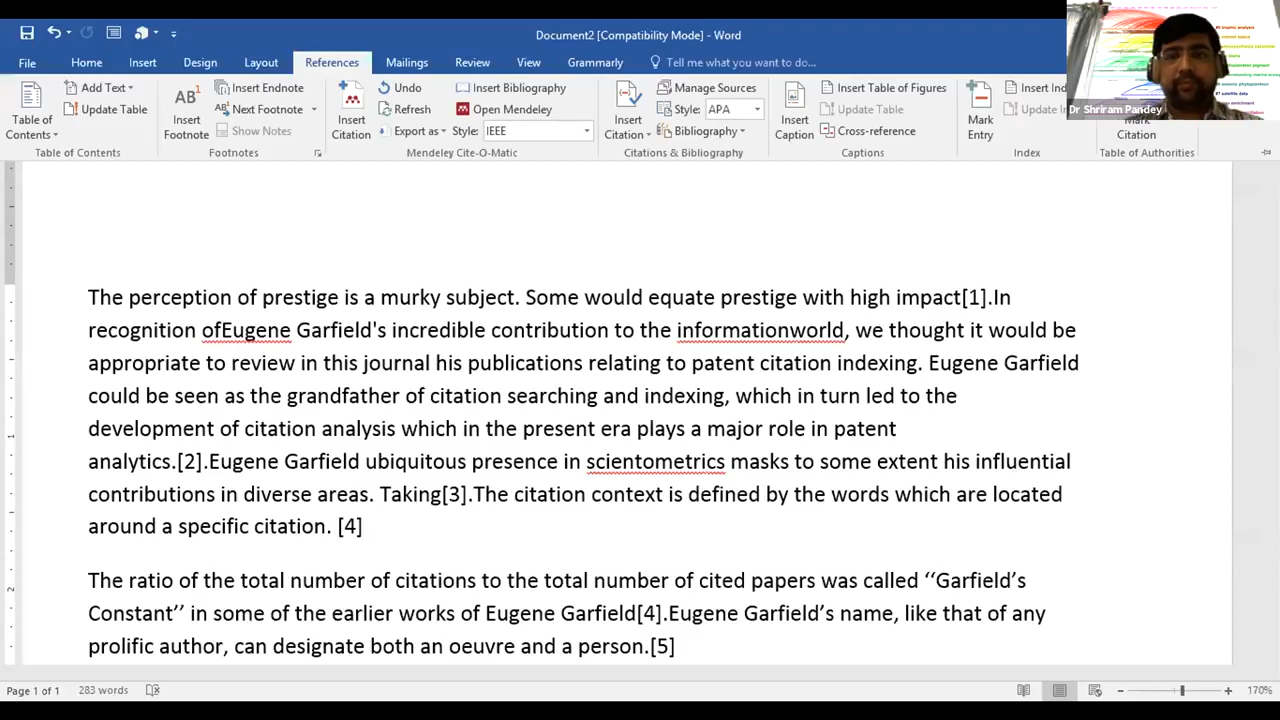 cument2 [Compatibility Mode] - Word
File Home Insert Design Layout References Mailings Review Grammarly Tell me what you want to ...
Table of Contents
Add Text
Update Table
Table of Contents
AB Insert Footnote
Insert Endnote
Next Footnote
Show Notes
Footnotes
Insert Citation
Insert Bibliography
Export as Style: IEEE
Mendeley Cite-O-Matic
Insert Citation
Manage Sources
Style: APA
Bibliography
Citations & Bibliography
Insert Caption
Insert Table of Figures
Update Table
Cross-reference
Captions
Mark Entry
Index
Mark Citation
Table of Authorities
Dr Shriram Pandey
The perception of prestige is a murky subject. Some would equate prestige with high impact[1].In
recognition ofEugene Garfield's incredible contribution to the informationworld, we thought it would be
appropriate to review in this journal his publications relating to patent citation indexing. Eugene Garfield
could be seen as the grandfather of citation searching and indexing, which in turn led to the
development of citation analysis which in the present era plays a major role in patent
analytics.[2].Eugene Garfield ubiquitous presence in scientometrics masks to some extent his influential
contributions in diverse areas. Taking[3].The citation context is defined by the words which are located
around a specific citation. [4]
The ratio of the total number of citations to the total number of cited papers was called ‘‘Garfield’s
Constant’’ in some of the earlier works of Eugene Garfield[4].Eugene Garfield’s name, like that of any
prolific author, can designate both an oeuvre and a person.[5]
Page 1 of 1 283 words 170%